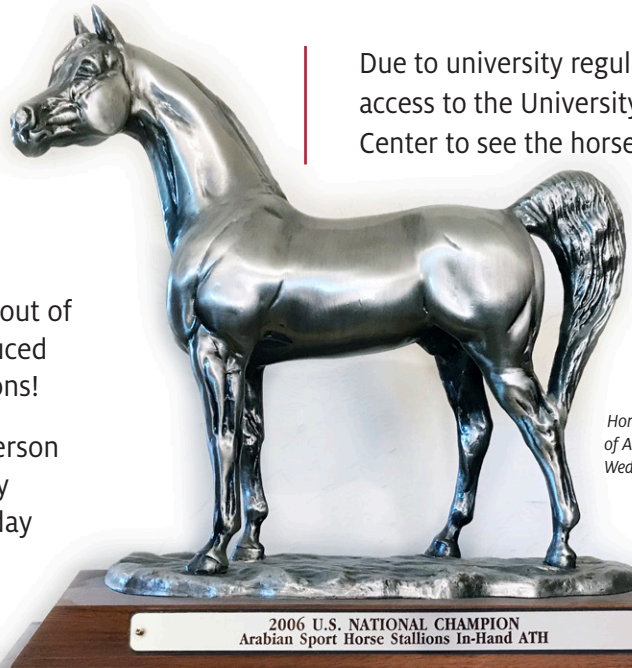 Due to university regul
access to the University
Center to see the horse
out of
uced
ons!
erson
y
lay
Hor
of A
Wed
2006 U.S. NATIONAL CHAMPION
Arabian Sport Horse Stallions In-Hand ATH